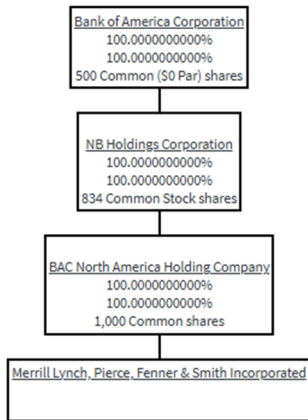 Bank of America Corporation
100.0000000000%
100.0000000000%
500 Common ($0 Par) shares
NB Holdings Corporation
100.0000000000%
100.0000000000%
834 Common Stock shares
BAC North America Holding Company
100.0000000000%
100.0000000000%
1,000 Common shares
Merrill Lynch, Pierce, Fenner & Smith Incorporated